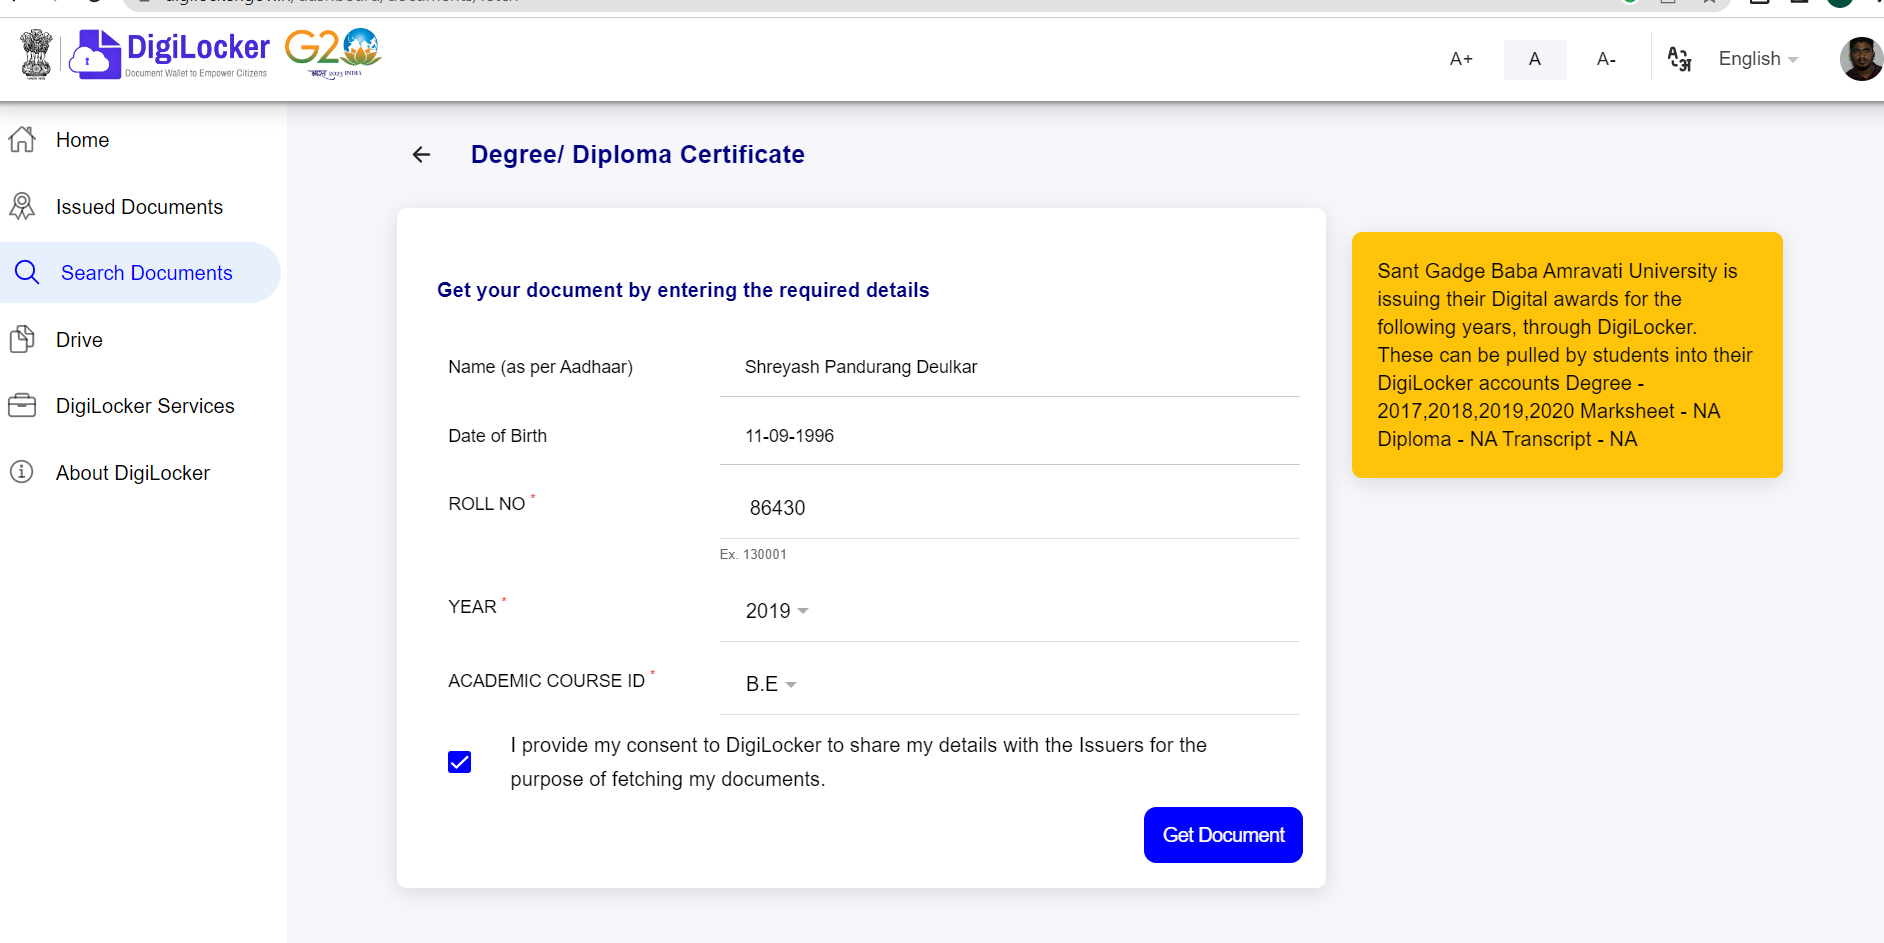 DigiLocker
Document Wallet to Empower Citizens
G20
भारत 2023 INDIA
A+
A
A-
English
Home
Issued Documents
Search Documents
Drive
DigiLocker Services
About DigiLocker
Degree/ Diploma Certificate
Get your document by entering the required details
Name (as per Aadhaar) Shreyash Pandurang Deulkar
Date of Birth 11-09-1996
ROLL NO * 86430
Ex. 130001
YEAR * 2019
ACADEMIC COURSE ID * B.E
I provide my consent to DigiLocker to share my details with the Issuers for the
purpose of fetching my documents.
Get Document
Sant Gadge Baba Amravati University is
issuing their Digital awards for the
following years, through DigiLocker.
These can be pulled by students into their
DigiLocker accounts Degree -
2017,2018,2019,2020 Marksheet - NA
Diploma - NA Transcript - NA